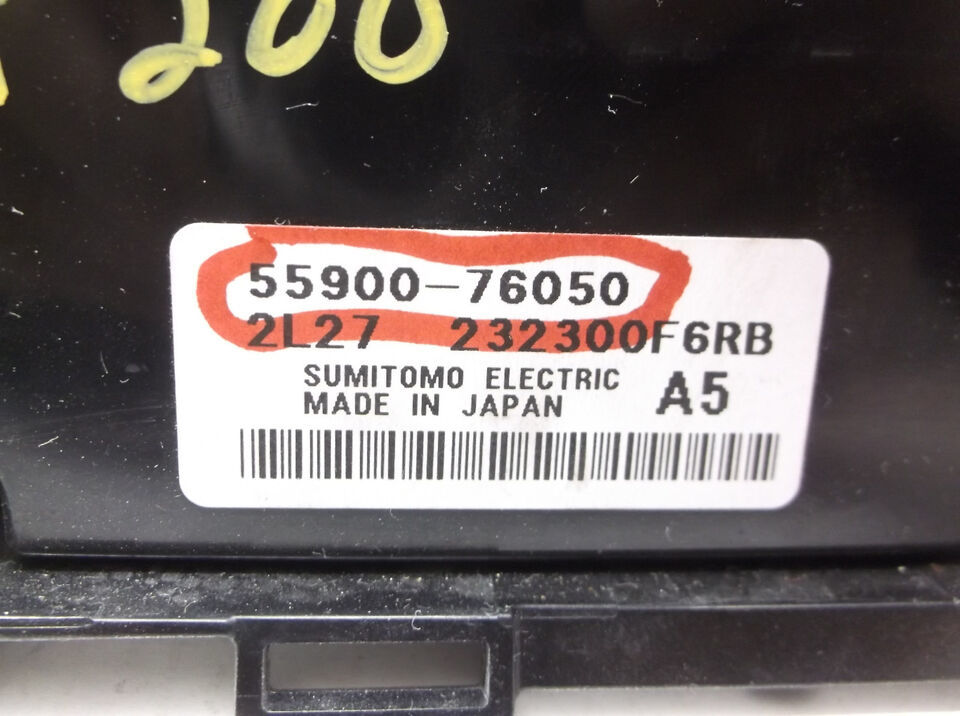 200
55900-76050
2L27 232300F6RB
SUMITOMO ELECTRIC A5
MADE IN JAPAN